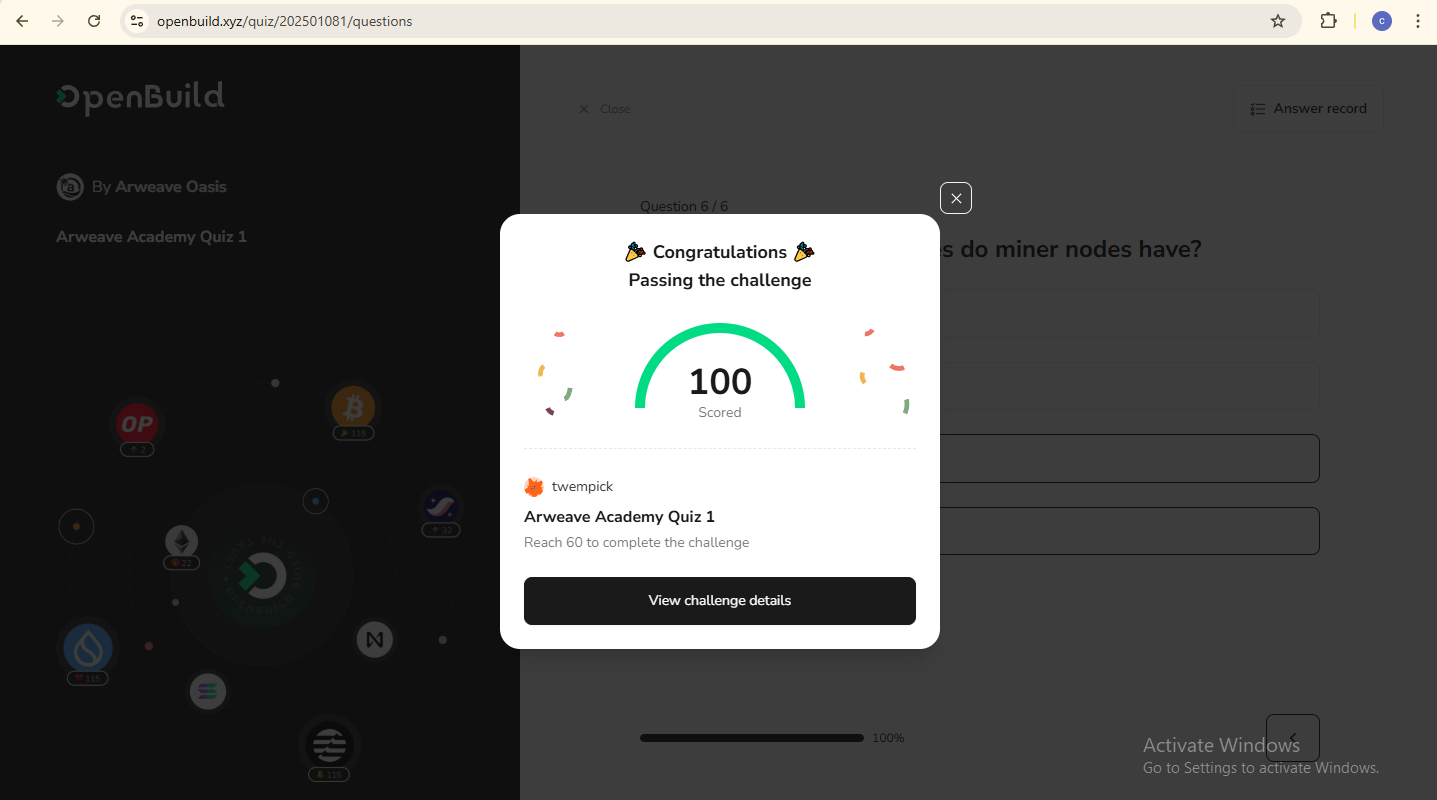 openbuild.xyz/quiz/202501081/questions
c
OpenBuild
By Arweave Oasis
Arweave Academy Quiz 1
OP
2
115
32
22
115
115
Close
Answer record
Question 6 / 6
s do miner nodes have?
Congratulations
Passing the challenge
100
Scored
twempick
Arweave Academy Quiz 1
Reach 60 to complete the challenge
View challenge details
100%
Activate Windows
Go to Settings to activate Windows.